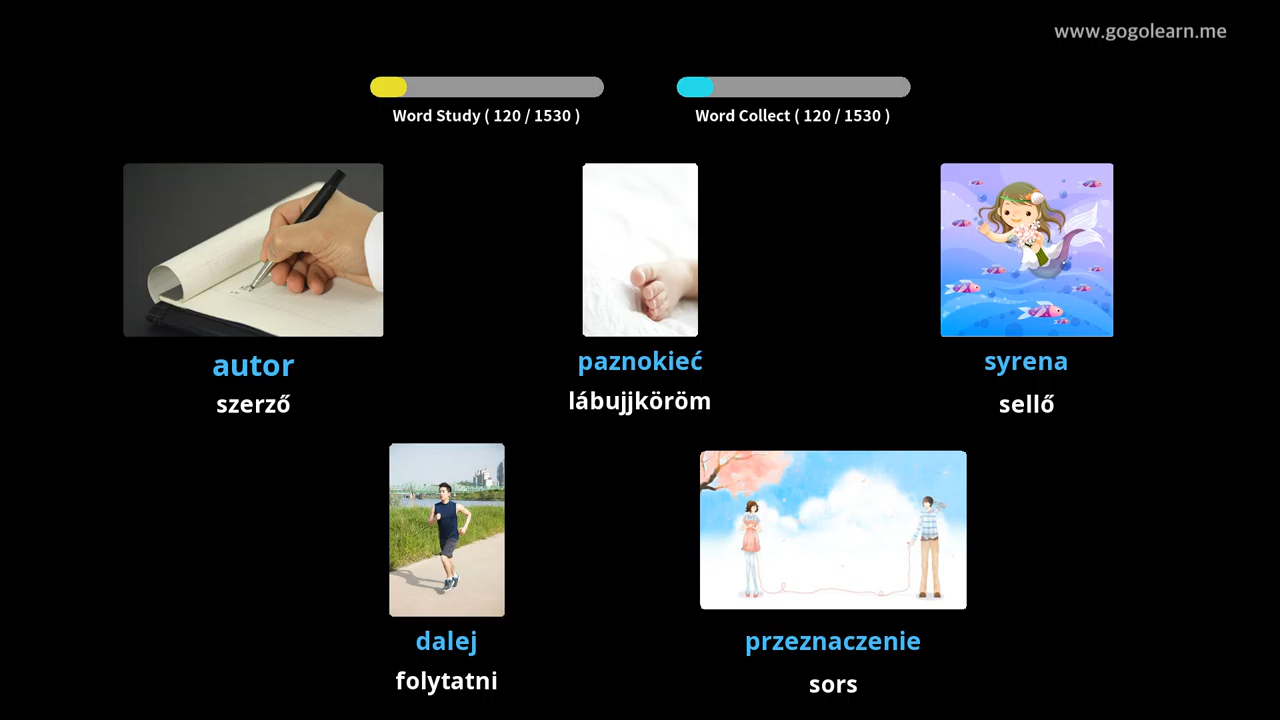 www.gogolearn.me
Word Study ( 120 / 1530 )
Word Collect ( 120 / 1530 )
autor
szerző
paznokieć
lábujjköröm
syrena
sellő
dalej
folytatni
przeznaczenie
sors